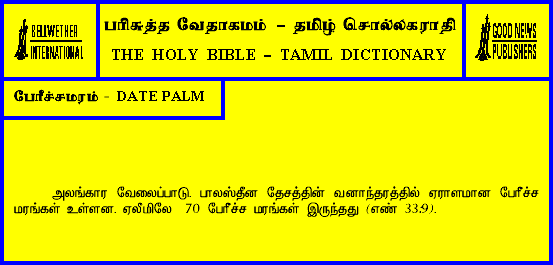 BELLWETHER
INTERNATIONAL
பரிசுத்த வேதாகமம் - தமிழ் சொல்லகராதி
THE HOLY BIBLE - TAMIL DICTIONARY
GOOD NEWS
PUBLISHERS
பேரீச்சமரம் - DATE PALM
அலங்கார வேலைப்பாடு. பாலஸ்தீன தேசத்தின் வனாந்தரத்தில் ஏராளமான பேரீச்ச
மரங்கள் உள்ளன. ஏலீமிலே 70 பேரீச்ச மரங்கள் இருந்தது (எண் 33:9).